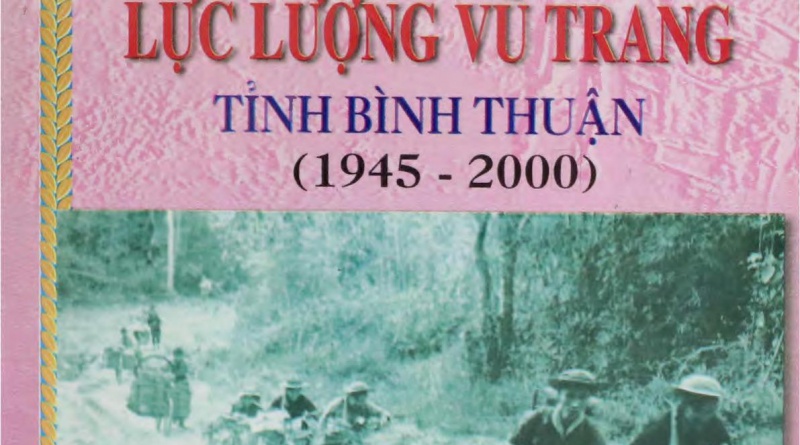 LỰC LƯỢNG VŨ TRANG
TỈNH BÌNH THUẬN
(1945 - 2000)